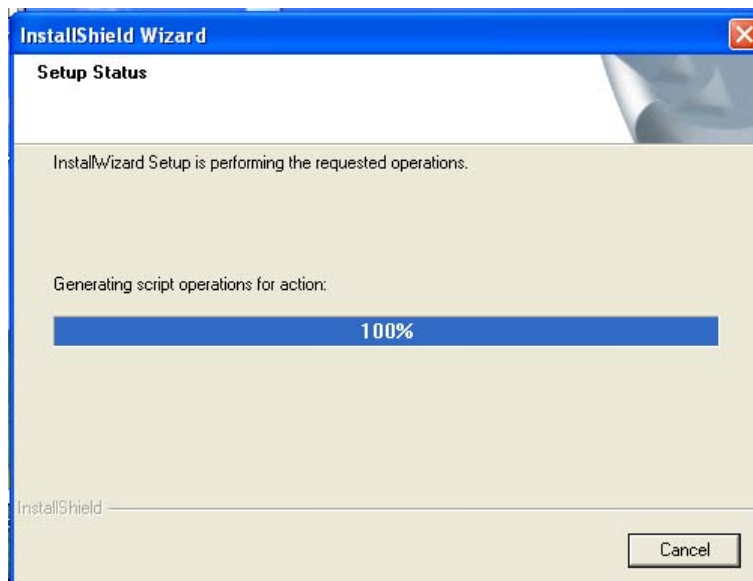 InstallShield Wizard
Setup Status
InstallWizard Setup is performing the requested operations.
Generating script operations for action:
100%
InstallShield
Cancel